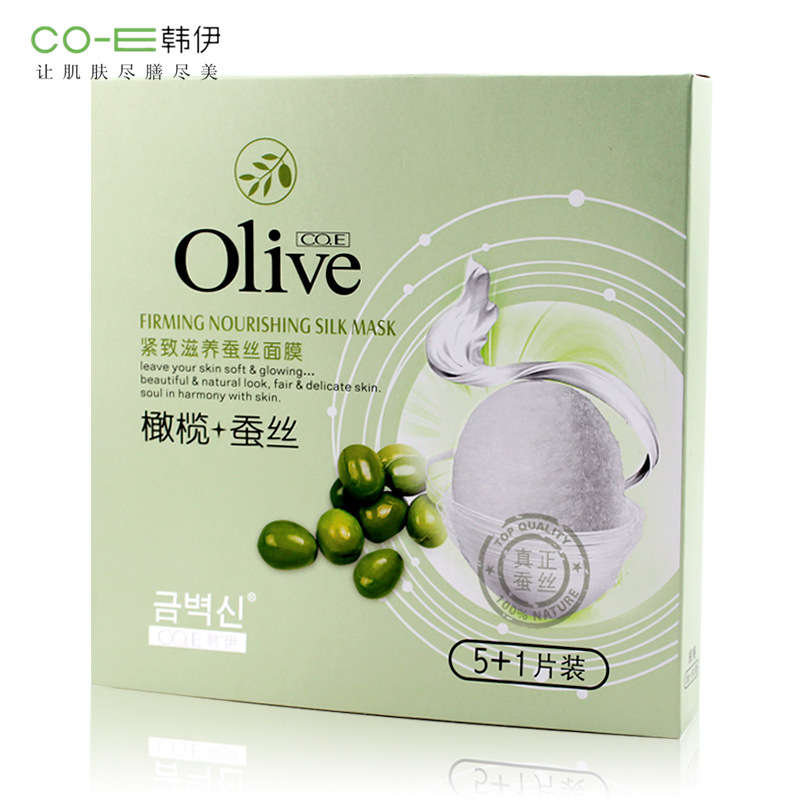 CO-E韩伊
让肌肤尽膳尽美
CO.E
Olive
FIRMING NOURISHING SILK MASK
紧致滋养蚕丝面膜
leave your skin soft & glowing...
beautiful & natural look, fair & delicate skin.
soul in harmony with skin.
橄榄+蚕丝
TOP QUALITY
真正
蚕丝
100% NATURE
금벽신®
CO.E 韩伊
5+1片装